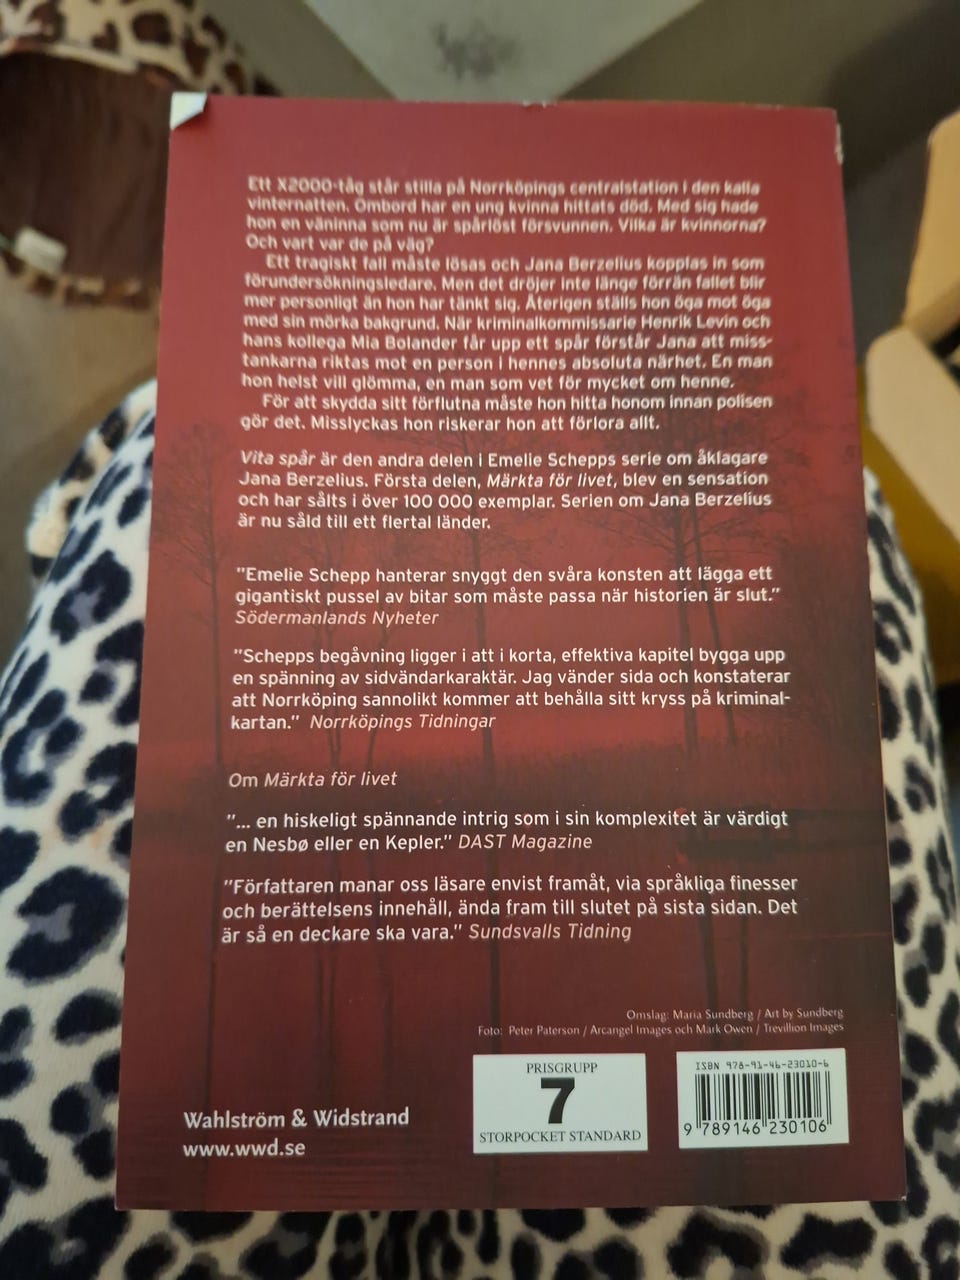 Ett X2000-tåg står stilla på Norrköpings centralstation i den kalla
vinternatten. Ombord har en ung kvinna hittats död. Med sig hade
hon en väninna som nu är spårlöst försvunnen. Vilka är kvinnorna?
Och vart var de på väg?
Ett tragiskt fall måste lösas och Jana Berzelius kopplas in som
förundersökningsledare. Men det dröjer inte länge förrän fallet blir
mer personligt än hon har tänkt sig. Återigen ställs hon öga mot öga
med sin mörka bakgrund. När kriminalkommissarie Henrik Levin och
hans kollega Mia Bolander får upp ett spår förstår Jana att miss-
tankarna riktas mot en person i hennes absoluta närhet. En man
hon helst vill glömma, en man som vet för mycket om henne.
För att skydda sitt förflutna måste hon hitta honom innan polisen
gör det. Misslyckas hon riskerar hon att förlora allt.
Vita spår är den andra delen i Emelie Schepps serie om åklagare
Jana Berzelius. Första delen, Märkta för livet, blev en sensation
och har sålts i över 100 000 exemplar. Serien om Jana Berzelius
är nu såld till ett flertal länder.
"Emelie Schepp hanterar snyggt den svåra konsten att lägga ett
gigantiskt pussel av bitar som måste passa när historien är slut."
Södermanlands Nyheter
"Schepps begåvning ligger i att i korta, effektiva kapitel bygga upp
en spänning av sidvändarkaraktär. Jag vänder sida och konstaterar
att Norrköping sannolikt kommer att behålla sitt kryss på kriminal-
kartan." Norrköpings Tidningar
Om Märkta för livet
"... en hiskeligt spännande intrig som i sin komplexitet är värdigt
en Nesbø eller en Kepler." DAST Magazine
"Författaren manar oss läsare envist framåt, via språkliga finesser
och berättelsens innehåll, ända fram till slutet på sista sidan. Det
är så en deckare ska vara." Sundsvalls Tidning
Omslag: Maria Sundberg / Art by Sundberg
Foto: Peter Paterson / Arcangel Images och Mark Owen / Trevillion Images
Wahlström & Widstrand
www.wwd.se
PRISGRUPP
7
STORPOCKET STANDARD
ISBN 978-91-46-23010-6
9 789146 230106